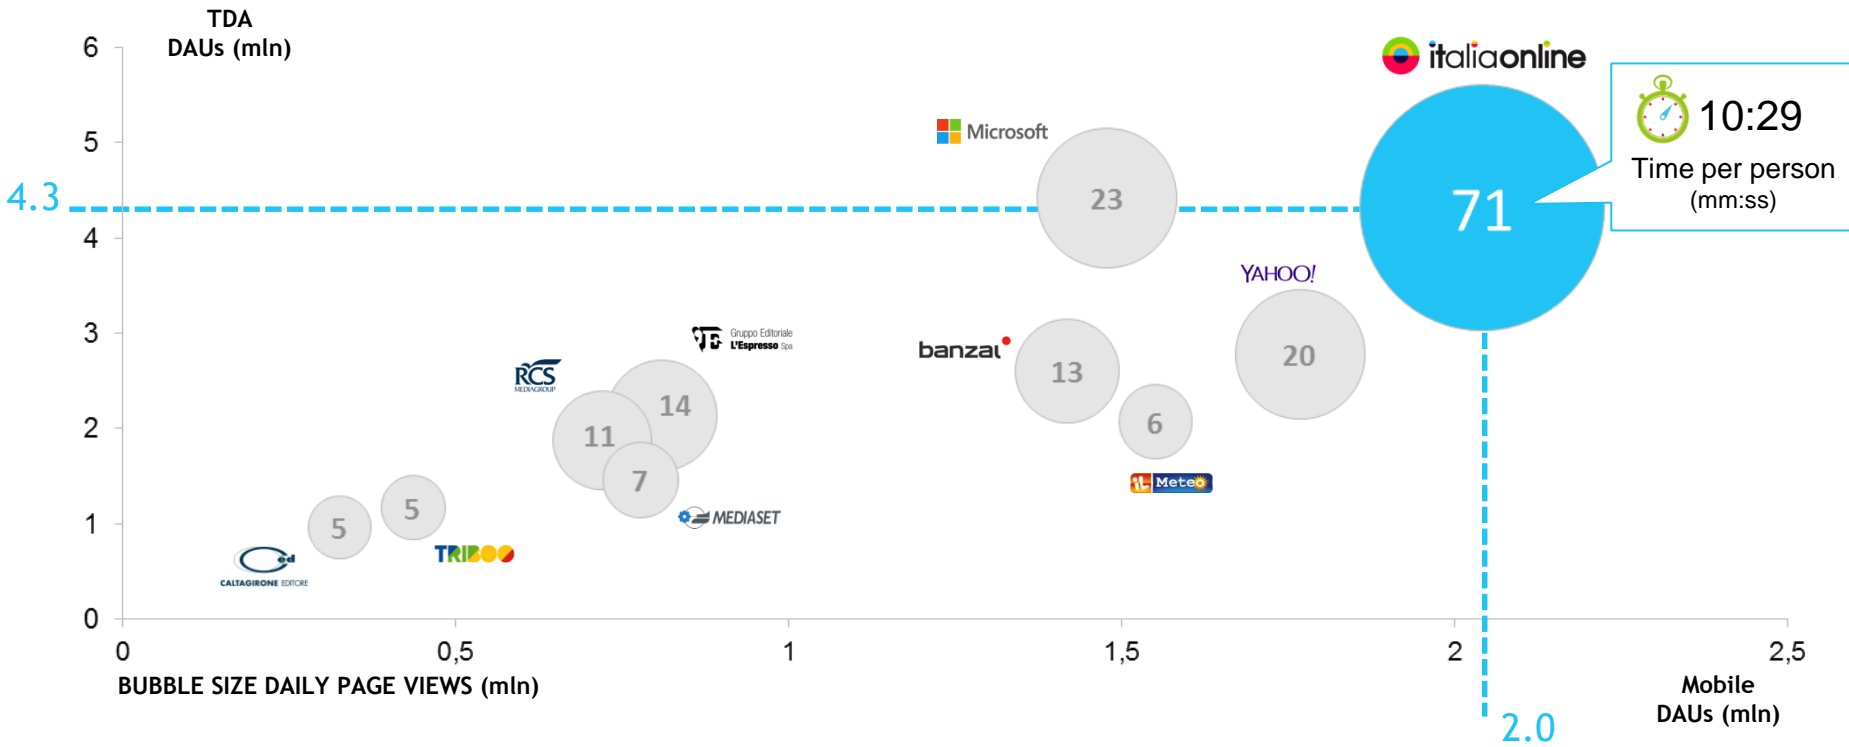 TDA
DAUs (mln)
6
5
4.3
4
3
2
1
0
italiaonline
10:29
Time per person
(mm:ss)
71
Microsoft
23
YAHOO!
20
banzai
13
6
iL Meteo
Gruppo Editoriale
L'Espresso Spa
14
RCS
MEDIAGROUP
11
7
MEDIASET
5
TRIBOO
5
ed
CALTAGIRONE EDITORE
0
0,5
1
1,5
2
2,5
BUBBLE SIZE DAILY PAGE VIEWS (mln)
Mobile
DAUs (mln)
2.0